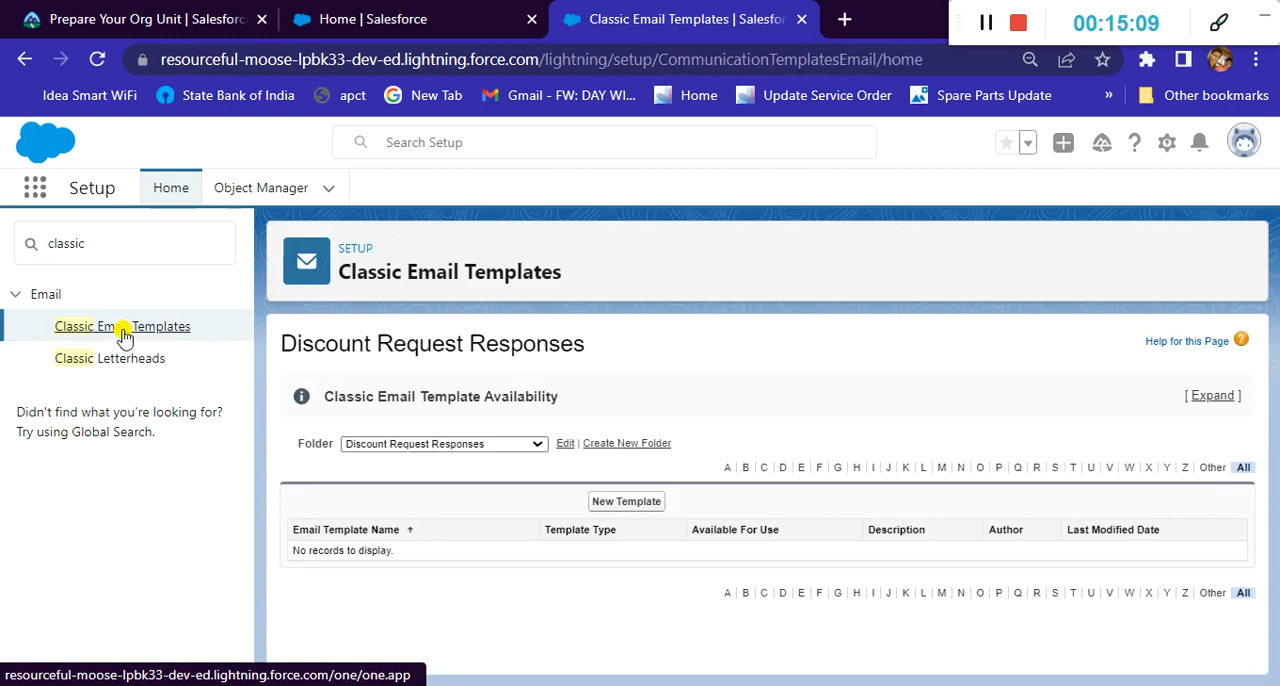 Prepare Your Org Unit | Salesforc
Home | Salesforce
Classic Email Templates | Salesfor
00:15:09
resourceful-moose-lpbk33-dev-ed.lightning.force.com/lightning/setup/CommunicationTemplatesEmail/home
Idea Smart WiFi
State Bank of India
apct
New Tab
Gmail - FW: DAY WI...
Home
Update Service Order
Spare Parts Update
»
Other bookmarks
Search Setup
Setup
Home
Object Manager
classic
Email
Classic Email Templates
Classic Letterheads
Didn't find what you're looking for?
Try using Global Search.
SETUP
Classic Email Templates
Discount Request Responses
Help for this Page
Classic Email Template Availability
[ Expand ]
Folder
Discount Request Responses
Edit | Create New Folder
A | B | C | D | E | F | G | H | I | J | K | L | M | N | O | P | Q | R | S | T | U | V | W | X | Y | Z | Other All
New Template
Email Template Name ↑
Template Type
Available For Use
Description
Author
Last Modified Date
No records to display.
A | B | C | D | E | F | G | H | I | J | K | L | M | N | O | P | Q | R | S | T | U | V | W | X | Y | Z | Other All
resourceful-moose-lpbk33-dev-ed.lightning.force.com/one/one.app